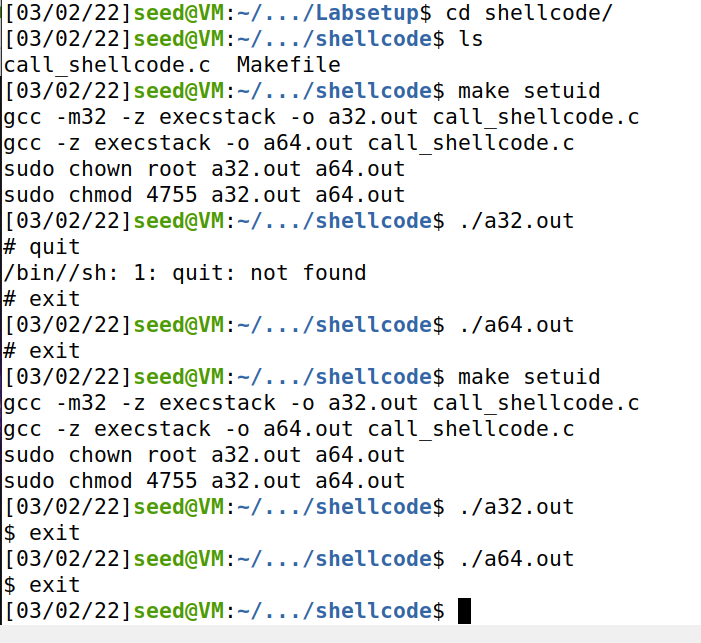 [03/02/22]seed@VM:~/.../Labsetup$ cd shellcode/
[03/02/22]seed@VM:~/.../shellcode$ ls
call_shellcode.c  Makefile
[03/02/22]seed@VM:~/.../shellcode$ make setuid
gcc -m32 -z execstack -o a32.out call_shellcode.c
gcc -z execstack -o a64.out call_shellcode.c
sudo chown root a32.out a64.out
sudo chmod 4755 a32.out a64.out
[03/02/22]seed@VM:~/.../shellcode$ ./a32.out
# quit
/bin//sh: 1: quit: not found
# exit
[03/02/22]seed@VM:~/.../shellcode$ ./a64.out
# exit
[03/02/22]seed@VM:~/.../shellcode$ make setuid
gcc -m32 -z execstack -o a32.out call_shellcode.c
gcc -z execstack -o a64.out call_shellcode.c
sudo chown root a32.out a64.out
sudo chmod 4755 a32.out a64.out
[03/02/22]seed@VM:~/.../shellcode$ ./a32.out
$ exit
[03/02/22]seed@VM:~/.../shellcode$ ./a64.out
$ exit
[03/02/22]seed@VM:~/.../shellcode$